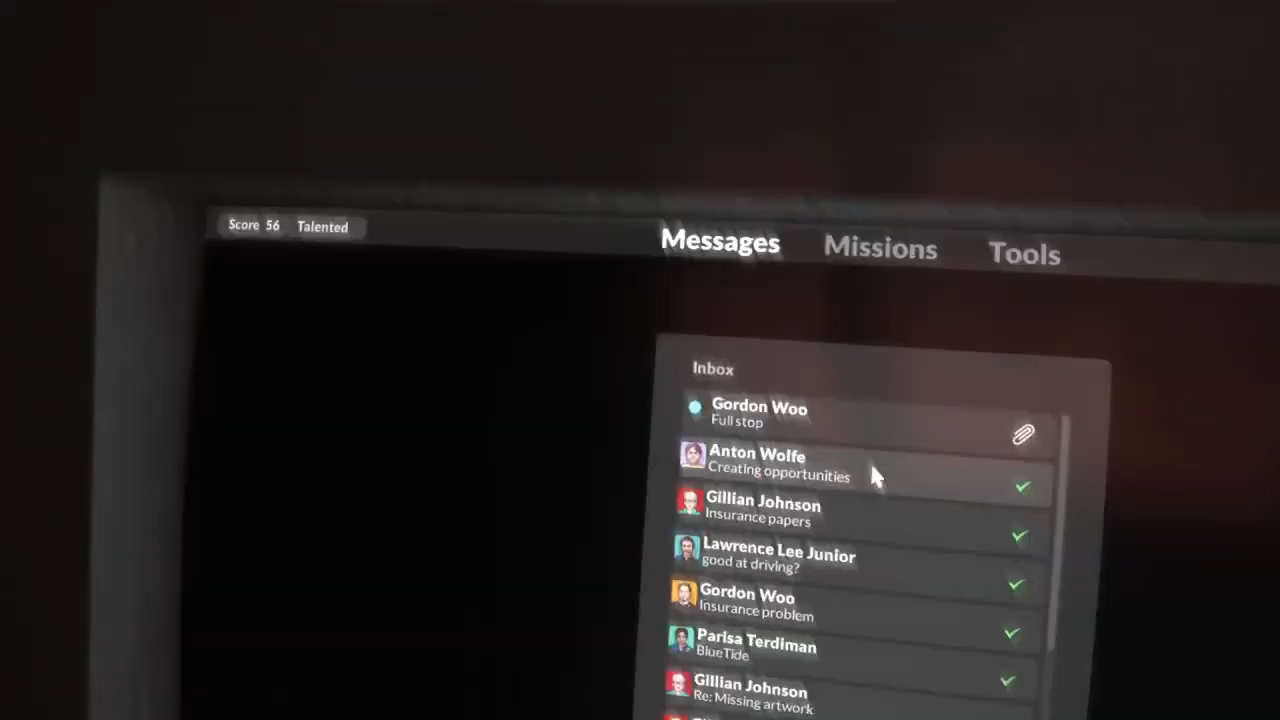 Score 56 Talented
Messages Missions Tools
Inbox
Gordon Woo
Full stop
Anton Wolfe
Creating opportunities
Gillian Johnson
Insurance papers
Lawrence Lee Junior
good at driving?
Gordon Woo
Insurance problem
Parisa Terdiman
BlueTide
Gillian Johnson
Re: Missing artwork